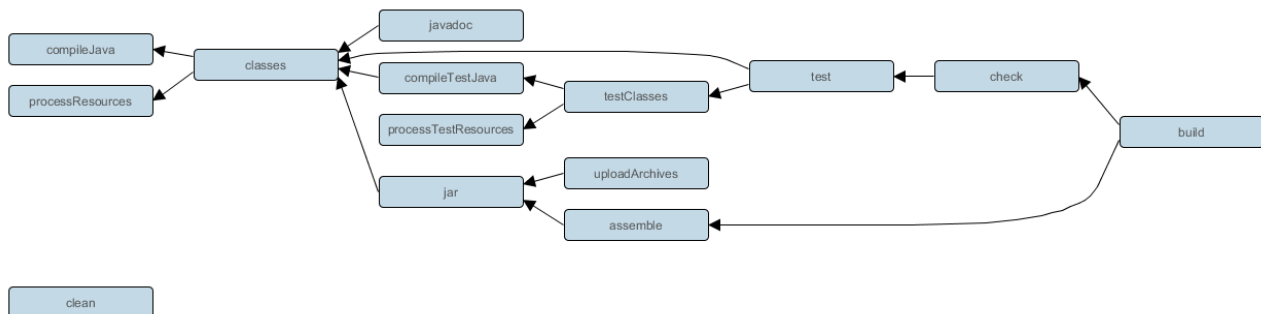 javadoc
compileJava
classes
compileTestJava
test
check
processResources
testClasses
processTestResources
build
uploadArchives
jar
assemble
clean